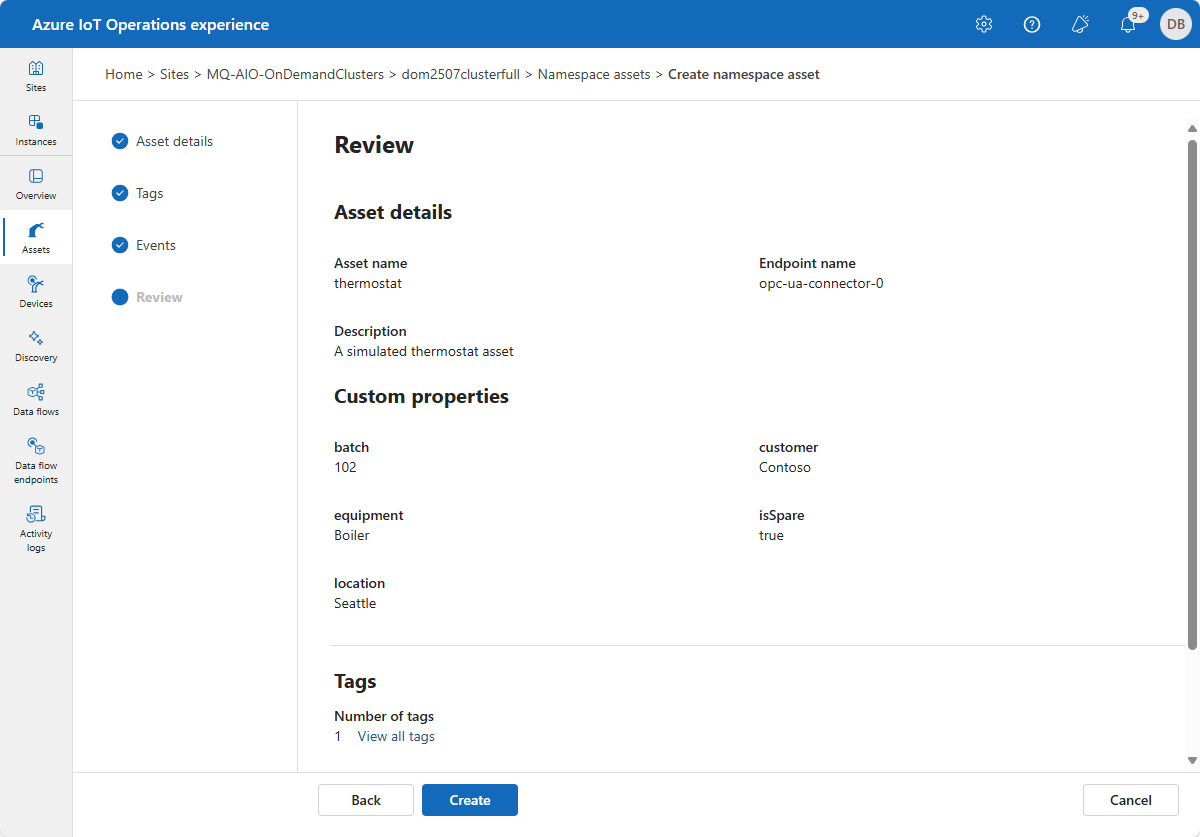 Azure IoT Operations experience
9+
DB
Home > Sites > MQ-AIO-OnDemandClusters > dom2507clusterfull > Namespace assets > Create namespace asset
Sites
Instances
Overview
Assets
Devices
Discovery
Data flows
Data flow
endpoints
Activity
logs
Asset details
Tags
Events
Review
Review
Asset details
Asset name
thermostat
Endpoint name
opc-ua-connector-0
Description
A simulated thermostat asset
Custom properties
batch
102
customer
Contoso
equipment
Boiler
isSpare
true
location
Seattle
Tags
Number of tags
1 View all tags
Back
Create
Cancel